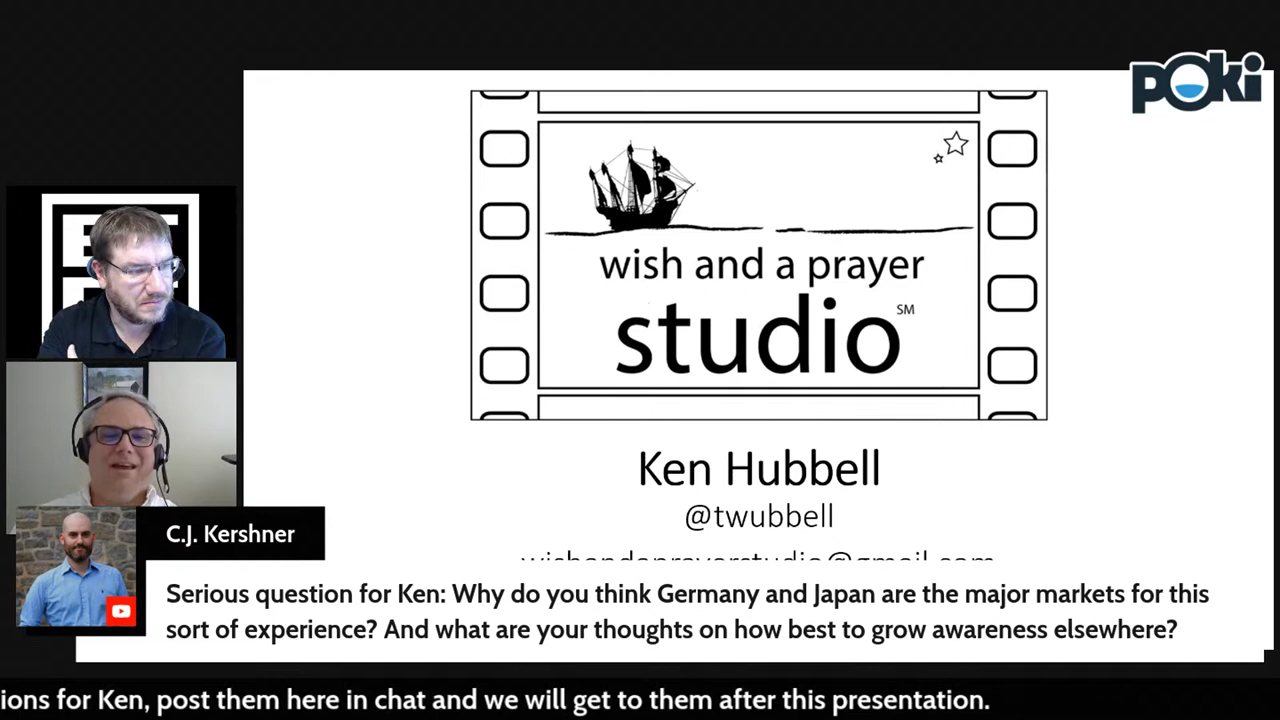 poki
wish and a prayer
studio
SM
Ken Hubbell
@twubbell
wishandaprayerstudio@gmail.com
C.J. Kershner
Serious question for Ken: Why do you think Germany and Japan are the major markets for this
sort of experience? And what are your thoughts on how best to grow awareness elsewhere?
ions for Ken, post them here in chat and we will get to them after this presentation.